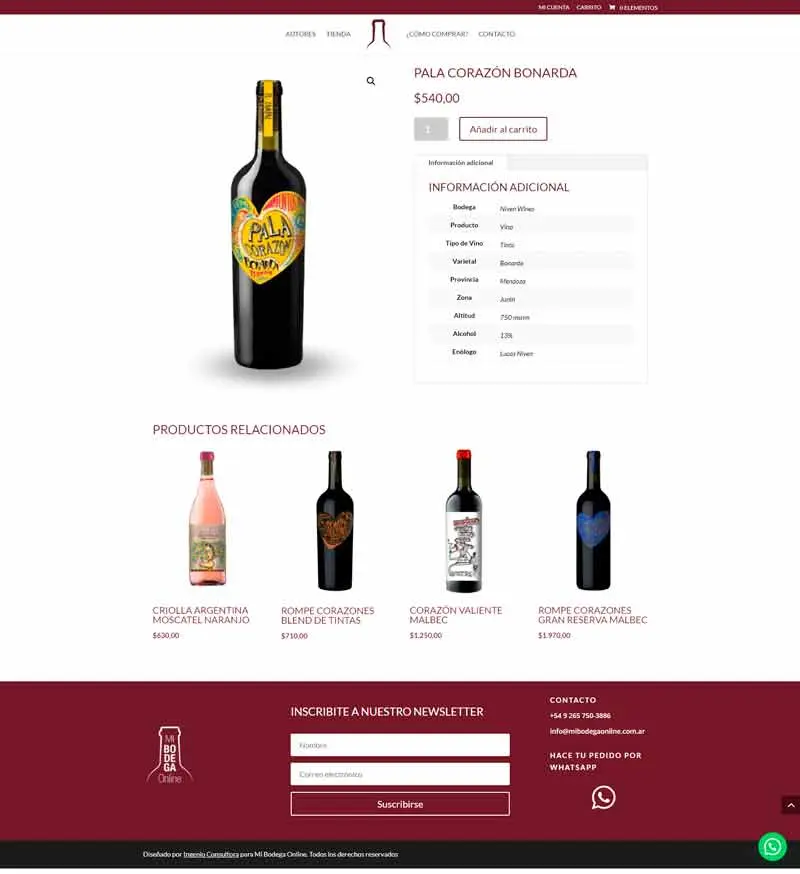 MI CUENTA CARRITO 0 ELEMENTOS
AUTORES TIENDA ¿CÓMO COMPRAR? CONTACTO
PALA CORAZÓN BONARDA
$540,00
1 Añadir al carrito
Información adicional
INFORMACIÓN ADICIONAL
Bodega Niven Wines
Producto Vino
Tipo de Vino Tinto
Varietal Bonarda
Provincia Mendoza
Zona Junín
Altitud 750 msnm
Alcohol 13%
Enólogo Lucas Niven
PALA
CORAZON
BONARDA
PRODUCTOS RELACIONADOS
CRIOLLA ARGENTINA
MOSCATEL NARANJO
$630,00
ROMPE CORAZONES
BLEND DE TINTAS
$710,00
CORAZÓN VALIENTE
MALBEC
$1.250,00
ROMPE CORAZONES
GRAN RESERVA MALBEC
$1.970,00
MI
BO
DE
GA
Online
INSCRIBITE A NUESTRO NEWSLETTER
Nombre
Correo electrónico
Suscribirse
CONTACTO
+54 9 265 750-3886
info@mibodegaonline.com.ar
HACE TU PEDIDO POR
WHATSAPP
Diseñado por Ingenio Consultora para Mi Bodega Online. Todos los derechos reservados